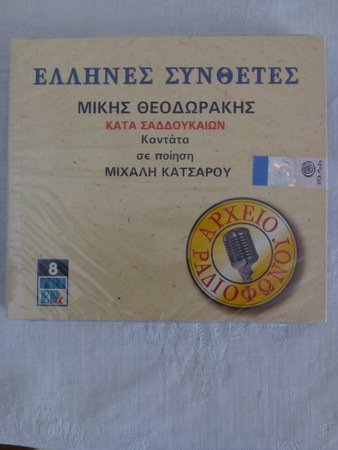 ΕΛΛΗΝΕΣ ΣΥΝΘΕΤΕΣ
ΜΙΚΗΣ ΘΕΟΔΩΡΑΚΗΣ
ΚΑΤΑ ΣΑΔΔΟΥΚΑΙΩΝ
Καντάτα
σε ποίηση
ΜΙΧΑΛΗ ΚΑΤΣΑΡΟΥ
ΑΡΧΕΙΟ
ΡΑΔΙΟΦΩΝΟΥ
8